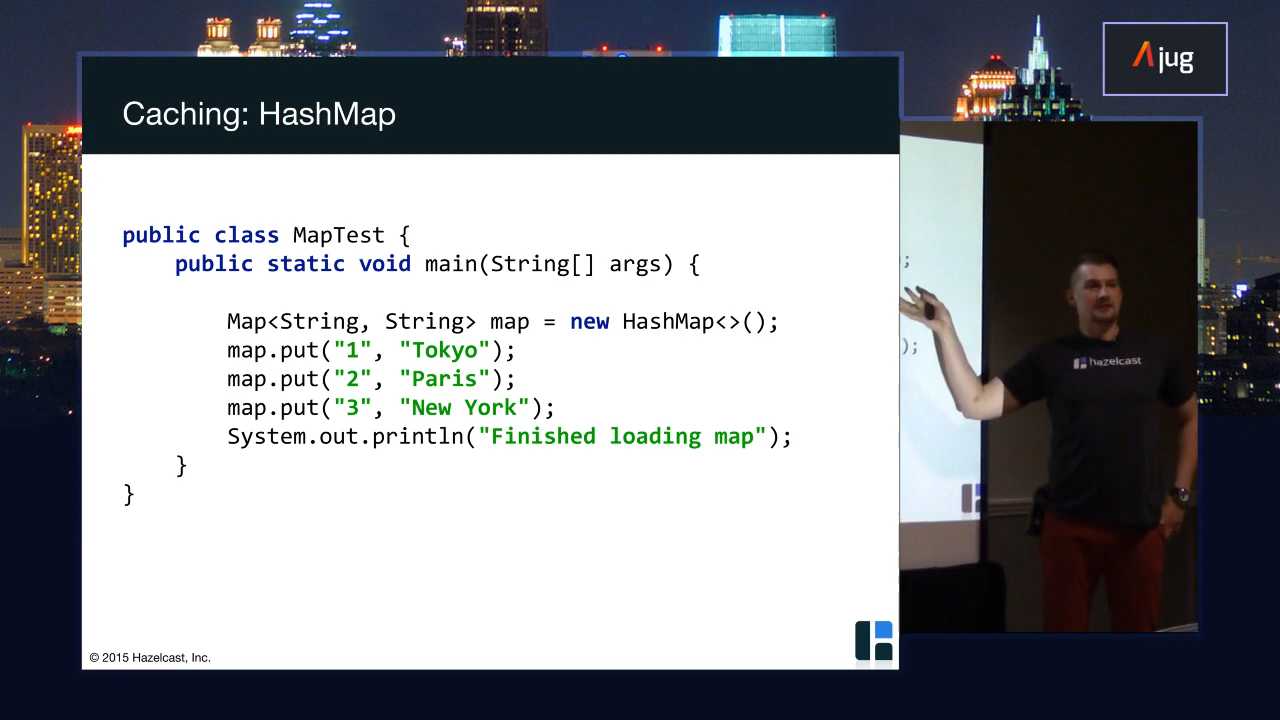 Ajug
Caching: HashMap
public class MapTest {
public static void main(String[] args) {
Map<String, String> map = new HashMap<>();
map.put("1", "Tokyo");
map.put("2", "Paris");
map.put("3", "New York");
System.out.println("Finished loading map");
}
}
© 2015 Hazelcast, Inc.
;
);
hazelcast